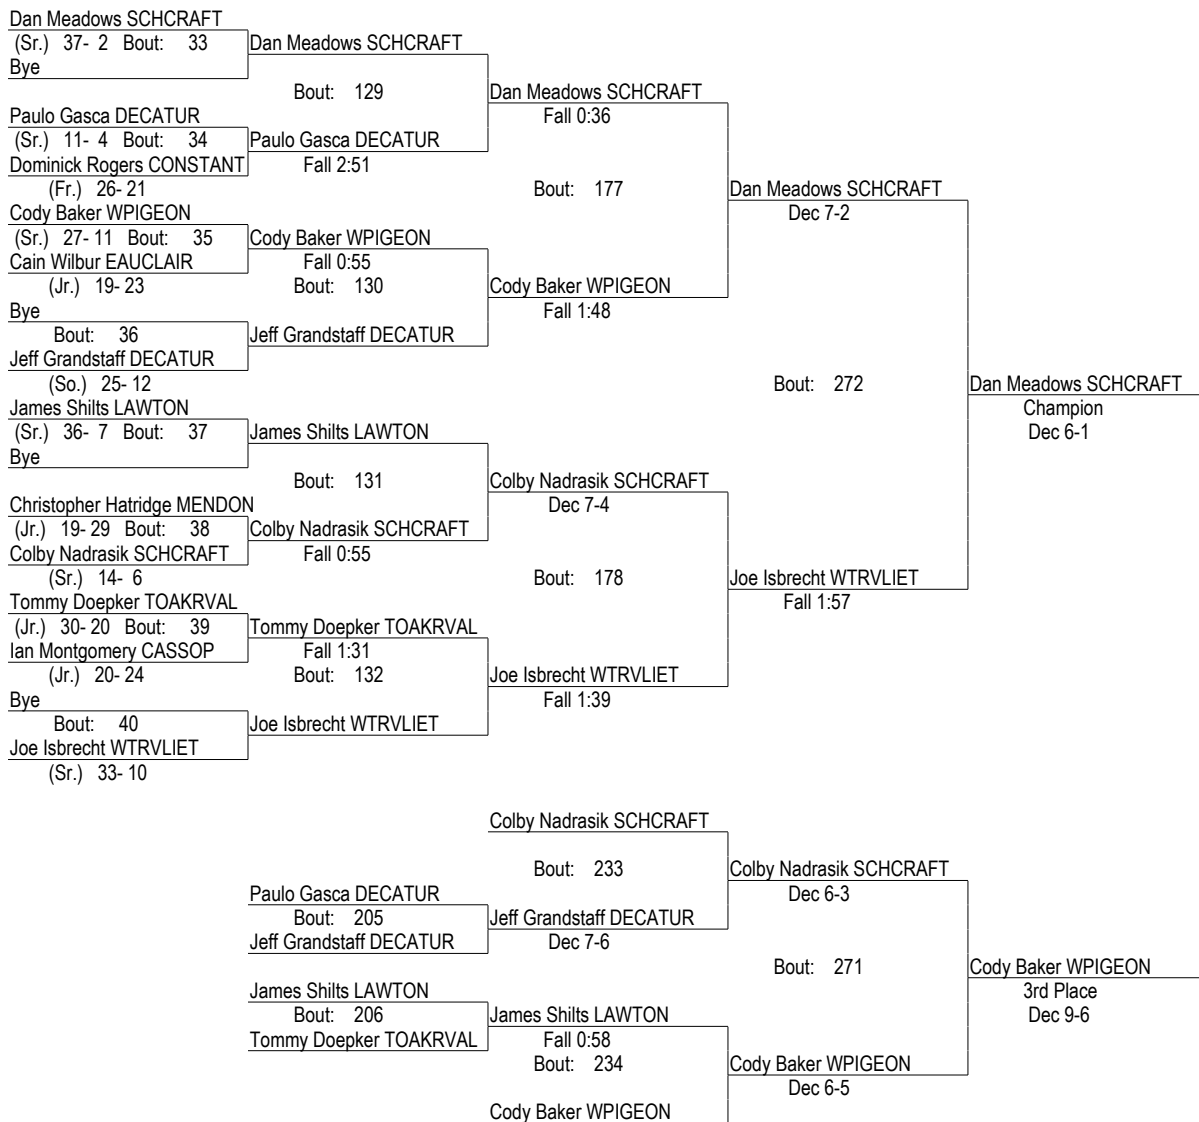 Dan Meadows SCHCRAFT
(Sr.) 37- 2 Bout: 33
Dan Meadows SCHCRAFT
Bye
Bout: 129
Dan Meadows SCHCRAFT
Fall 0:36
Paulo Gasca DECATUR
(Sr.) 11- 4 Bout: 34
Paulo Gasca DECATUR
Dominick Rogers CONSTANT
Fall 2:51
(Fr.) 26- 21
Bout: 177
Dan Meadows SCHCRAFT
Dec 7-2
Cody Baker WPIGEON
(Sr.) 27- 11 Bout: 35
Cody Baker WPIGEON
Cain Wilbur EAUCLAIR
Fall 0:55
(Jr.) 19- 23
Bout: 130
Cody Baker WPIGEON
Fall 1:48
Bye
Bout: 36
Jeff Grandstaff DECATUR
Jeff Grandstaff DECATUR
(So.) 25- 12
Bout: 272
Dan Meadows SCHCRAFT
Champion
Dec 6-1
James Shilts LAWTON
(Sr.) 36- 7 Bout: 37
James Shilts LAWTON
Bye
Bout: 131
Colby Nadrasik SCHCRAFT
Dec 7-4
Christopher Hatridge MENDON
(Jr.) 19- 29 Bout: 38
Colby Nadrasik SCHCRAFT
Colby Nadrasik SCHCRAFT
Fall 0:55
(Sr.) 14- 6
Bout: 178
Joe Isbrecht WTRVLIET
Fall 1:57
Tommy Doepker TOAKRVAL
(Jr.) 30- 20 Bout: 39
Tommy Doepker TOAKRVAL
Ian Montgomery CASSOP
Fall 1:31
(Jr.) 20- 24
Bout: 132
Joe Isbrecht WTRVLIET
Fall 1:39
Bye
Bout: 40
Joe Isbrecht WTRVLIET
Joe Isbrecht WTRVLIET
(Sr.) 33- 10
Colby Nadrasik SCHCRAFT
Bout: 233
Colby Nadrasik SCHCRAFT
Dec 6-3
Paulo Gasca DECATUR
Bout: 205
Jeff Grandstaff DECATUR
Jeff Grandstaff DECATUR
Dec 7-6
Bout: 271
Cody Baker WPIGEON
3rd Place
Dec 9-6
James Shilts LAWTON
Bout: 206
James Shilts LAWTON
Tommy Doepker TOAKRVAL
Fall 0:58
Bout: 234
Cody Baker WPIGEON
Dec 6-5
Cody Baker WPIGEON